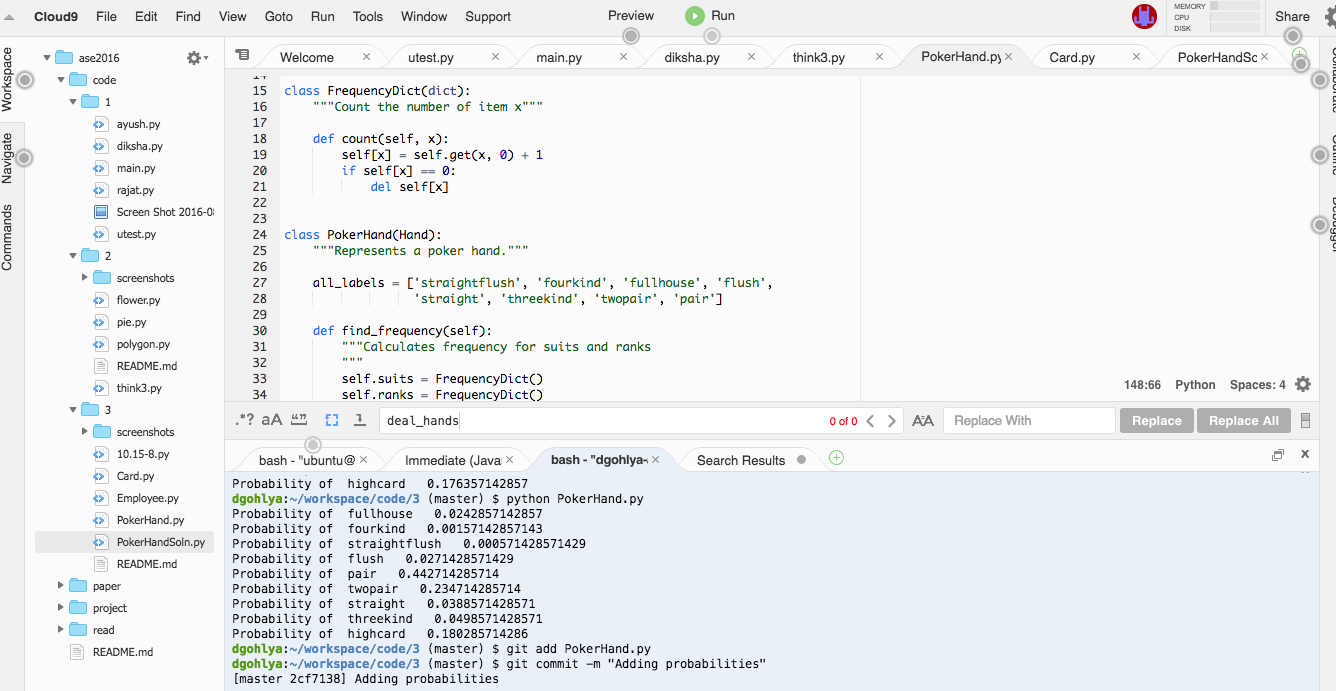 Cloud9 File Edit Find View Goto Run Tools Window Support Preview Run MEMORY CPU DISK Share
Workspace
Navigate
Commands
ase2016
code
1
ayush.py
diksha.py
main.py
rajat.py
Screen Shot 2016-08
utest.py
2
screenshots
flower.py
pie.py
polygon.py
README.md
think3.py
3
screenshots
10.15-8.py
Card.py
Employee.py
PokerHand.py
PokerHandSoln.py
README.md
paper
project
read
README.md
Welcome utest.py main.py diksha.py think3.py PokerHand.py Card.py PokerHandSc
14
15 class FrequencyDict(dict):
16 """Count the number of item x"""
17
18 def count(self, x):
19 self[x] = self.get(x, 0) + 1
20 if self[x] == 0:
21 del self[x]
22
23
24 class PokerHand(Hand):
25 """Represents a poker hand."""
26
27 all_labels = ['straightflush', 'fourkind', 'fullhouse', 'flush',
28 'straight', 'threekind', 'twopair', 'pair']
29
30 def find_frequency(self):
31 """Calculates frequency for suits and ranks
32 """
33 self.suits = FrequencyDict()
34 self.ranks = FrequencyDict()
148:66 Python Spaces: 4
.*? aA deal_hands 0 of 0 AA Replace With Replace Replace All
bash - "ubuntu@ Immediate (Javas bash - "dgohlya- Search Results
Probability of highcard 0.176357142857
dgohlya:~/workspace/code/3 (master) $ python PokerHand.py
Probability of fullhouse 0.0242857142857
Probability of fourkind 0.00157142857143
Probability of straightflush 0.000571428571429
Probability of flush 0.0271428571429
Probability of pair 0.442714285714
Probability of twopair 0.234714285714
Probability of straight 0.0388571428571
Probability of threekind 0.0498571428571
Probability of highcard 0.180285714286
dgohlya:~/workspace/code/3 (master) $ git add PokerHand.py
dgohlya:~/workspace/code/3 (master) $ git commit -m "Adding probabilities"
[master 2cf7138] Adding probabilities